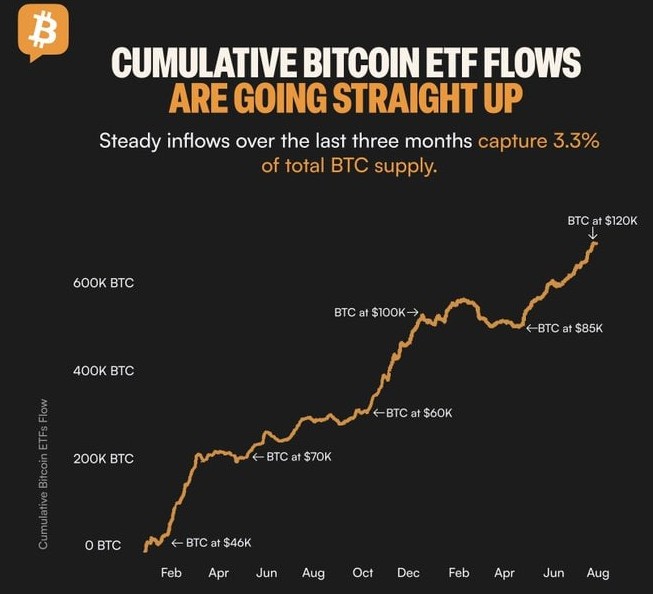 CUMULATIVE BITCOIN ETF FLOWS
ARE GOING STRAIGHT UP
Steady inflows over the last three months capture 3.3%
of total BTC supply.
BTC at $120K
600K BTC
BTC at $100K→
←BTC at $85K
400K BTC
←BTC at $60K
Cumulative Bitcoin ETFs Flow
200K BTC
← BTC at $70K
0 BTC
← BTC at $46K
Feb Apr Jun Aug Oct Dec Feb Apr Jun Aug